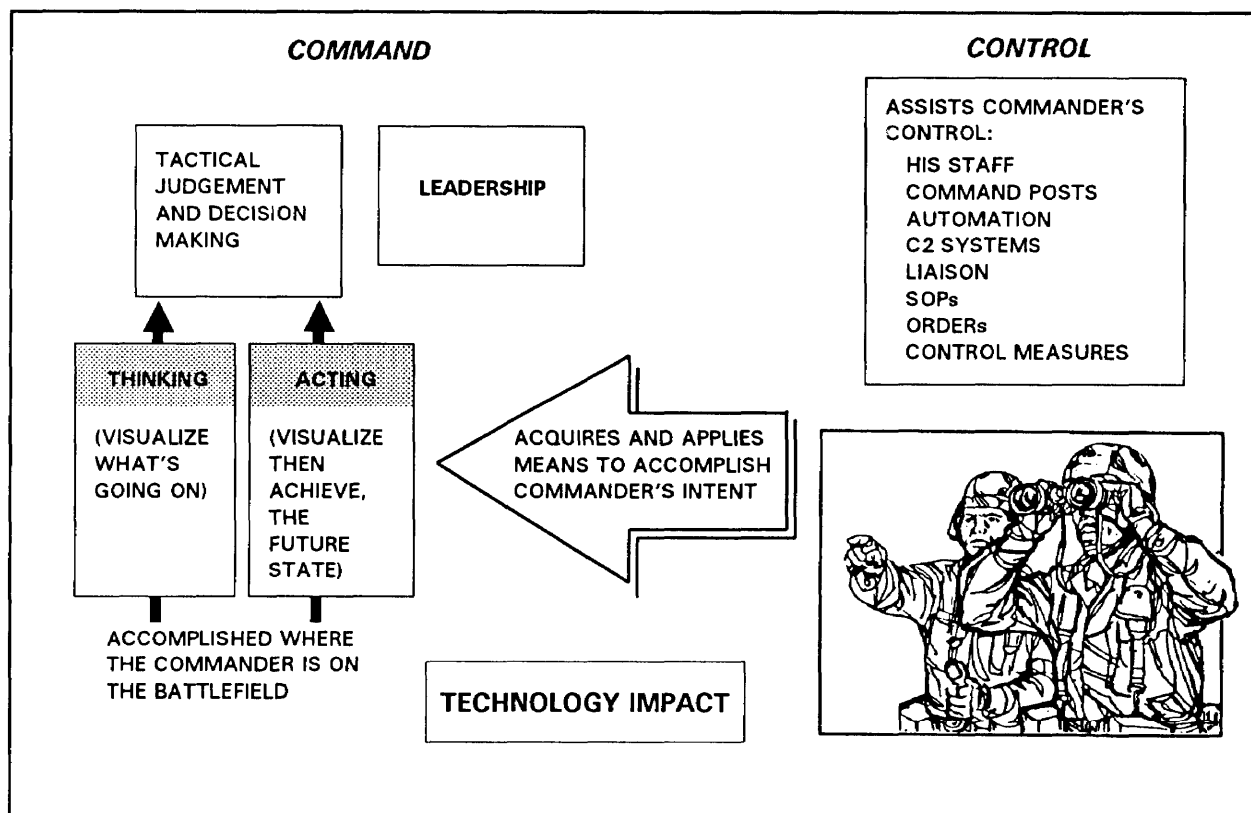 COMMAND
CONTROL
TACTICAL
JUDGEMENT
AND DECISION
MAKING
LEADERSHIP
ASSISTS COMMANDER'S
CONTROL:
HIS STAFF
COMMAND POSTS
AUTOMATION
C2 SYSTEMS
LIAISON
SOPs
ORDERs
CONTROL MEASURES
THINKING
(VISUALIZE
WHAT'S
GOING ON)
ACTING
(VISUALIZE
THEN
ACHIEVE,
THE
FUTURE
STATE)
ACQUIRES AND APPLIES
MEANS TO ACCOMPLISH
COMMANDER'S INTENT
ACCOMPLISHED WHERE
THE COMMANDER IS ON
THE BATTLEFIELD
TECHNOLOGY IMPACT